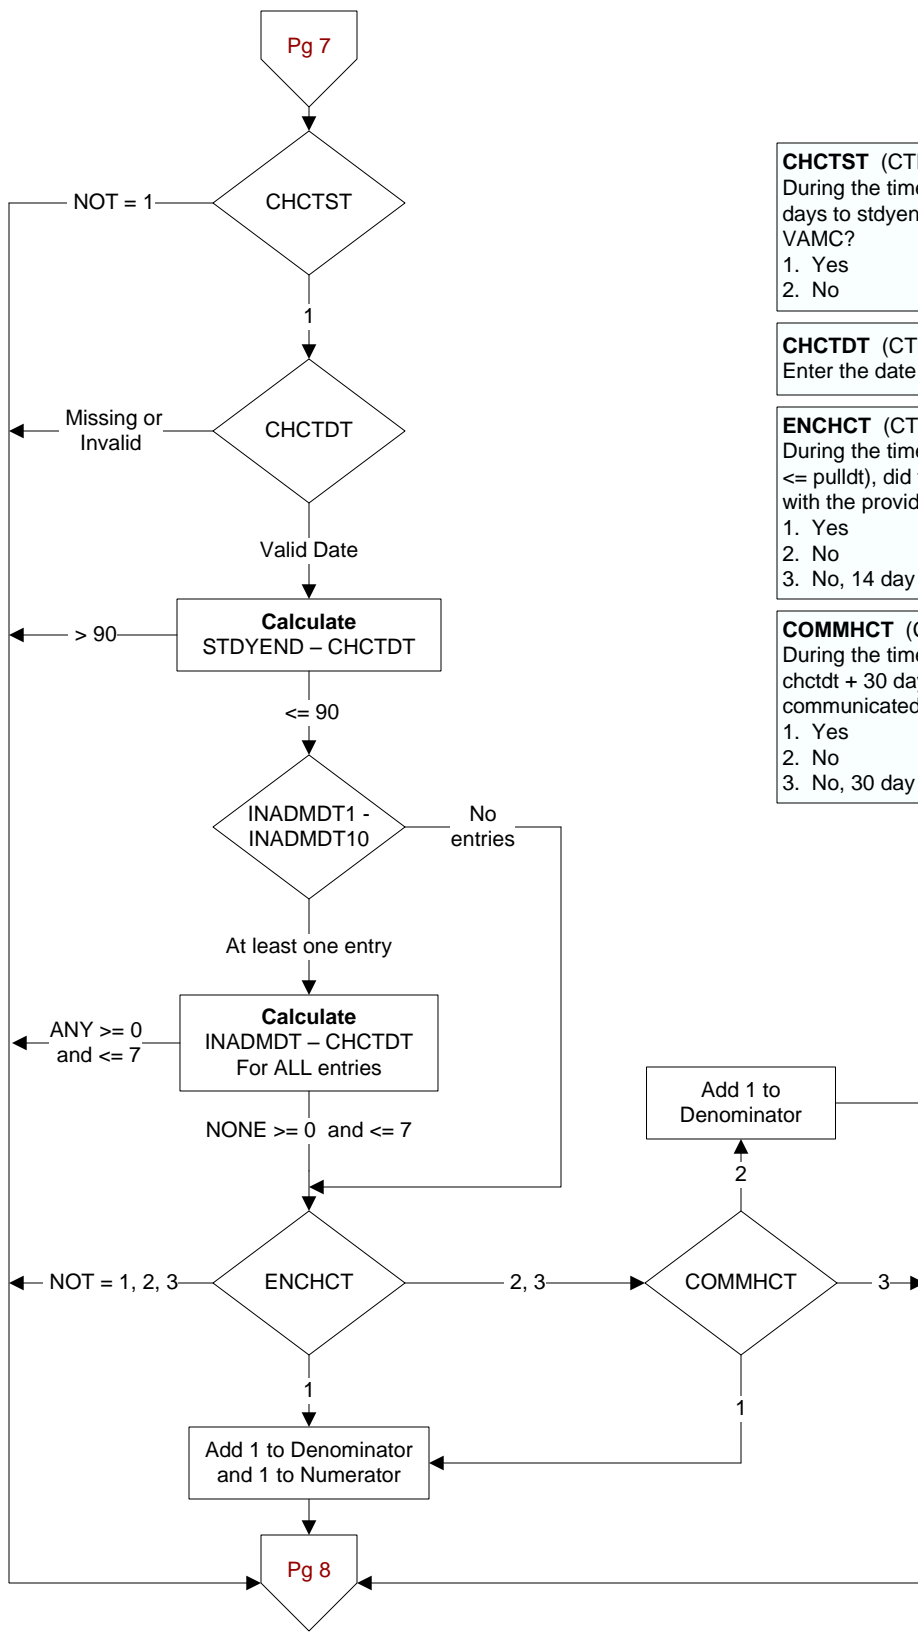 Pg 7
CHCTST
NOT = 1
1
CHCTDT
Missing or
Invalid
Valid Date
Calculate
STDYEND – CHCTDT
> 90
<= 90
INADMDT1 -
INADMDT10
No
entries
At least one entry
Calculate
INADMDT – CHCTDT
For ALL entries
ANY >= 0
and <= 7
NONE >= 0 and <= 7
ENCHCT
NOT = 1, 2, 3
2, 3
1
COMMHCT
2
3
1
Add 1 to
Denominator
Add 1 to Denominator
and 1 to Numerator
Pg 8
CHCTST (CT
During the time
days to stdyen
VAMC?
1. Yes
2. No
CHCTDT (CT
Enter the date
ENCHCT (CT
During the time
<= pulldt), did
with the provid
1. Yes
2. No
3. No, 14 day
COMMHCT (
During the time
chctdt + 30 da
communicated
1. Yes
2. No
3. No, 30 day